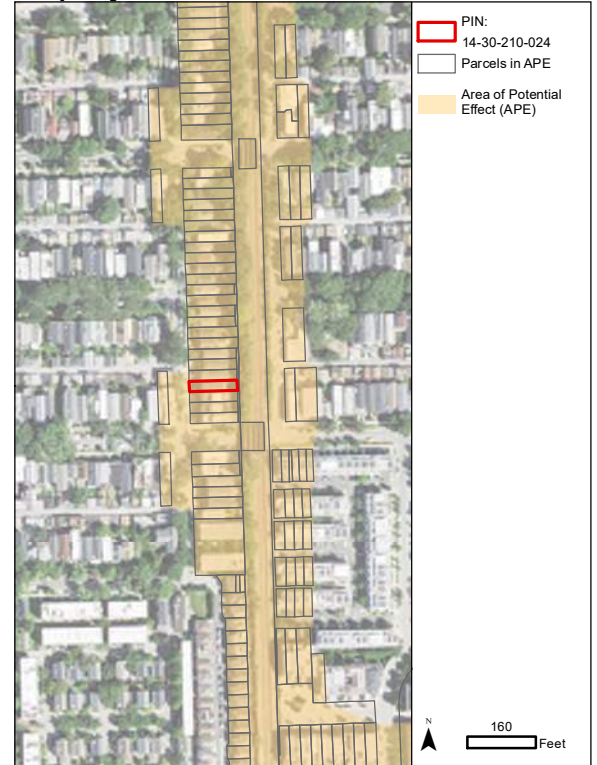 PIN:
14-30-210-024
Parcels in APE
Area of Potential
Effect (APE)
N
160
Feet